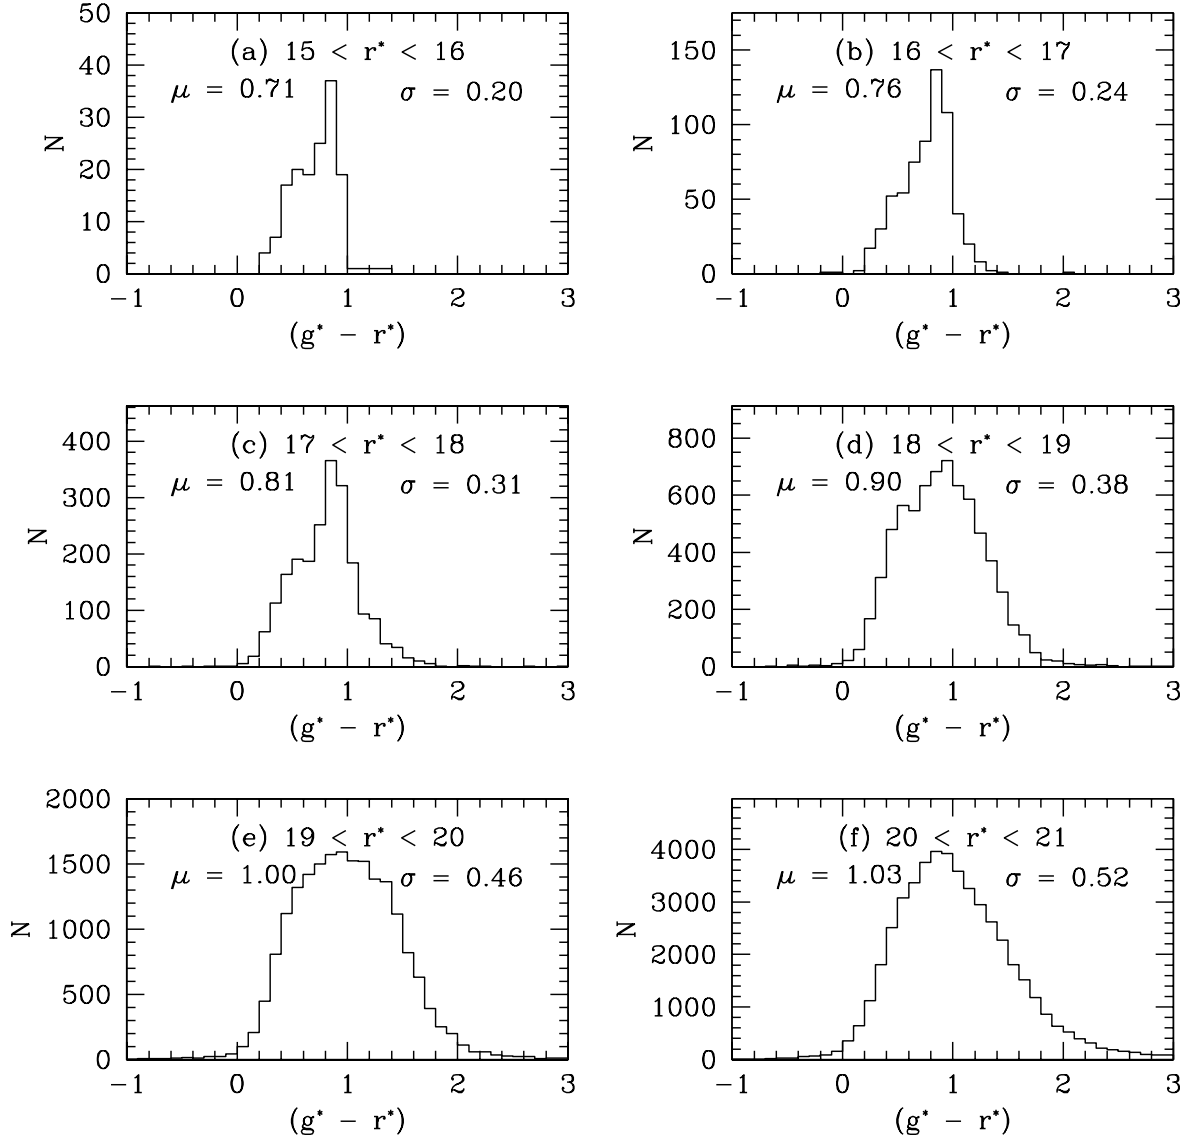 (a) 15 < r* < 16
μ = 0.71 σ = 0.20
50
40
30
20
10
0
N
−1 0 1 2 3
(g* − r*)
(b) 16 < r* < 17
μ = 0.76 σ = 0.24
150
100
50
0
N
−1 0 1 2 3
(g* − r*)
(c) 17 < r* < 18
μ = 0.81 σ = 0.31
400
300
200
100
0
N
−1 0 1 2 3
(g* − r*)
(d) 18 < r* < 19
μ = 0.90 σ = 0.38
800
600
400
200
0
N
−1 0 1 2 3
(g* − r*)
(e) 19 < r* < 20
μ = 1.00 σ = 0.46
2000
1500
1000
500
0
N
−1 0 1 2 3
(g* − r*)
(f) 20 < r* < 21
μ = 1.03 σ = 0.52
4000
3000
2000
1000
0
N
−1 0 1 2 3
(g* − r*)